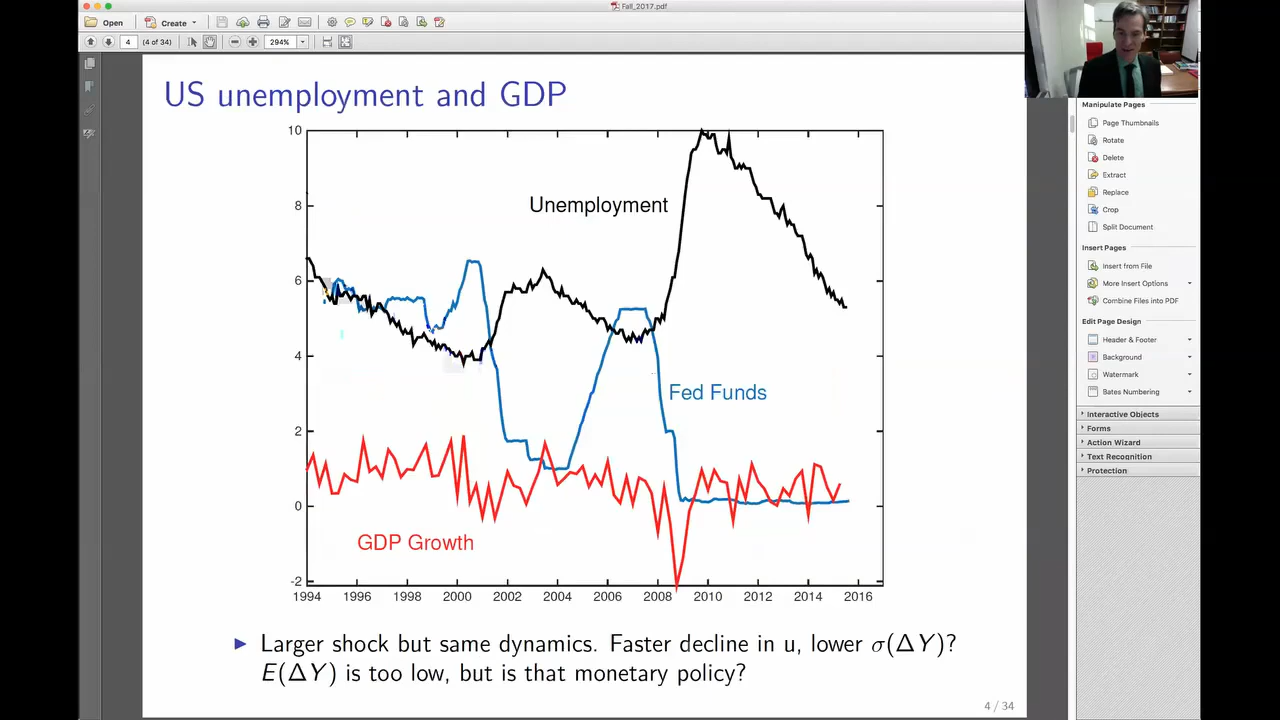 Fall_2017.pdf
Open
Create
4
(4 of 34)
294%
US unemployment and GDP
10
8
6
4
2
0
-2
Unemployment
Fed Funds
GDP Growth
1994 1996 1998 2000 2002 2004 2006 2008 2010 2012 2014 2016
▶ Larger shock but same dynamics. Faster decline in u, lower σ(ΔY)?
E(ΔY) is too low, but is that monetary policy?
4 / 34
Manipulate Pages
Page Thumbnails
Rotate
Delete
Extract
Replace
Crop
Split Document
Insert Pages
Insert from File
More Insert Options
Combine Files into PDF
Edit Page Design
Header & Footer
Background
Watermark
Bates Numbering
Interactive Objects
Forms
Action Wizard
Text Recognition
Protection